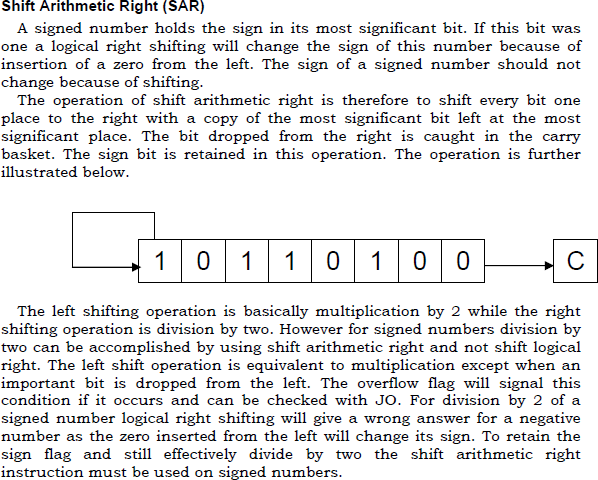 Shift Arithmetic Right (SAR)
A signed number holds the sign in its most significant bit. If this bit was
one a logical right shifting will change the sign of this number because of
insertion of a zero from the left. The sign of a signed number should not
change because of shifting.
The operation of shift arithmetic right is therefore to shift every bit one
place to the right with a copy of the most significant bit left at the most
significant place. The bit dropped from the right is caught in the carry
basket. The sign bit is retained in this operation. The operation is further
illustrated below.
1 0 1 1 0 1 0 0 C
The left shifting operation is basically multiplication by 2 while the right
shifting operation is division by two. However for signed numbers division by
two can be accomplished by using shift arithmetic right and not shift logical
right. The left shift operation is equivalent to multiplication except when an
important bit is dropped from the left. The overflow flag will signal this
condition if it occurs and can be checked with JO. For division by 2 of a
signed number logical right shifting will give a wrong answer for a negative
number as the zero inserted from the left will change its sign. To retain the
sign flag and still effectively divide by two the shift arithmetic right
instruction must be used on signed numbers.